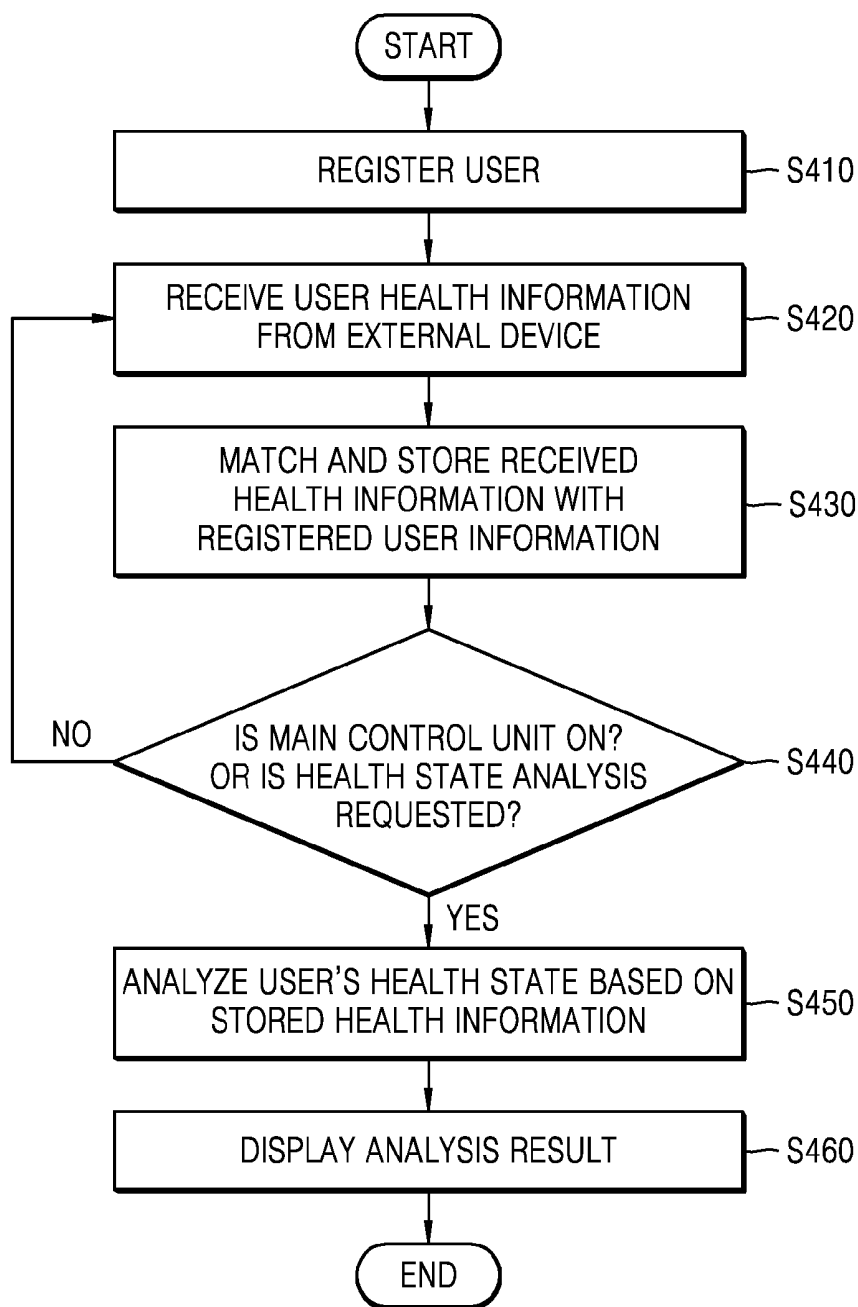 START
REGISTER USER
S410
RECEIVE USER HEALTH INFORMATION
FROM EXTERNAL DEVICE
S420
MATCH AND STORE RECEIVED
HEALTH INFORMATION WITH
REGISTERED USER INFORMATION
S430
NO
IS MAIN CONTROL UNIT ON?
OR IS HEALTH STATE ANALYSIS
REQUESTED?
S440
YES
ANALYZE USER'S HEALTH STATE BASED ON
STORED HEALTH INFORMATION
S450
DISPLAY ANALYSIS RESULT
S460
END